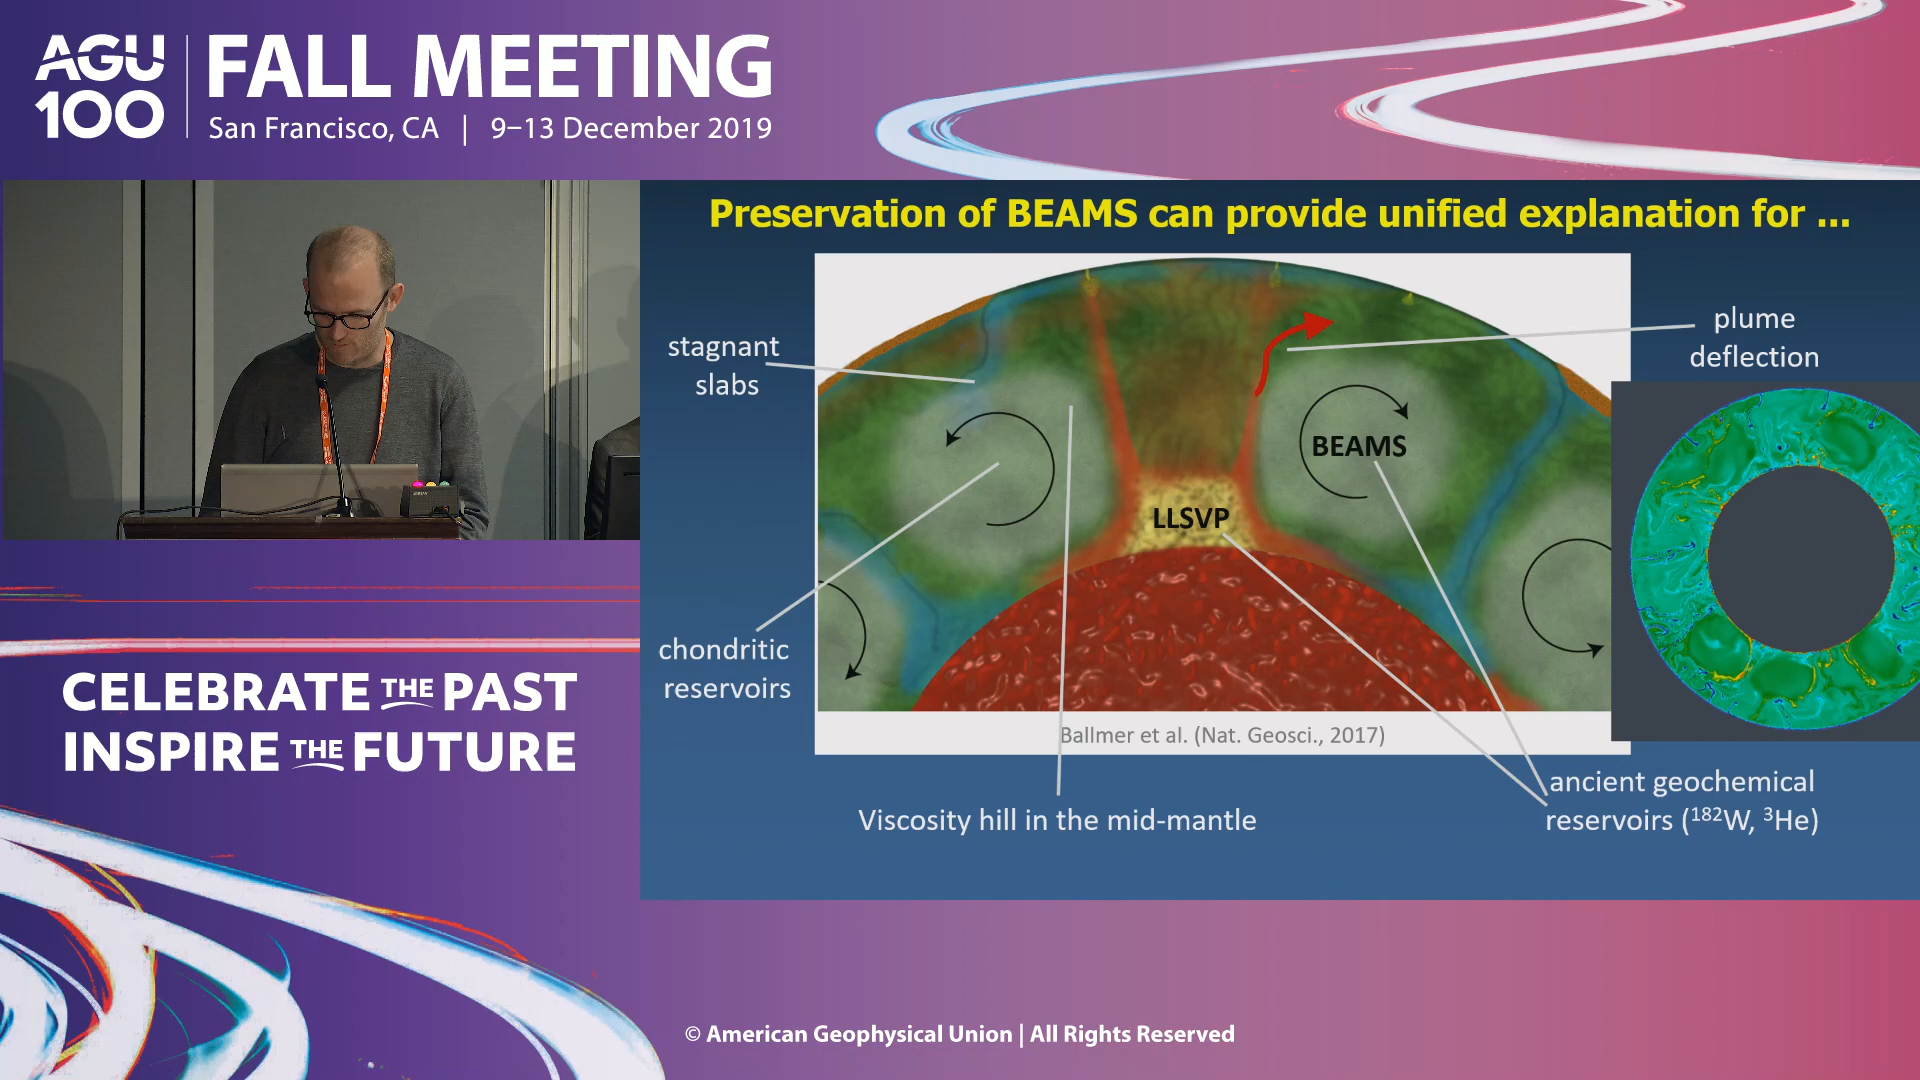 AGU
100
FALL MEETING
San Francisco, CA | 9–13 December 2019
Preservation of BEAMS can provide unified explanation for ...
stagnant
slabs
plume
deflection
BEAMS
LLSVP
chondritic
reservoirs
Ballmer et al. (Nat. Geosci., 2017)
Viscosity hill in the mid-mantle
ancient geochemical
reservoirs (¹⁸²W, ³He)
CELEBRATE THE PAST
INSPIRE THE FUTURE
© American Geophysical Union | All Rights Reserved